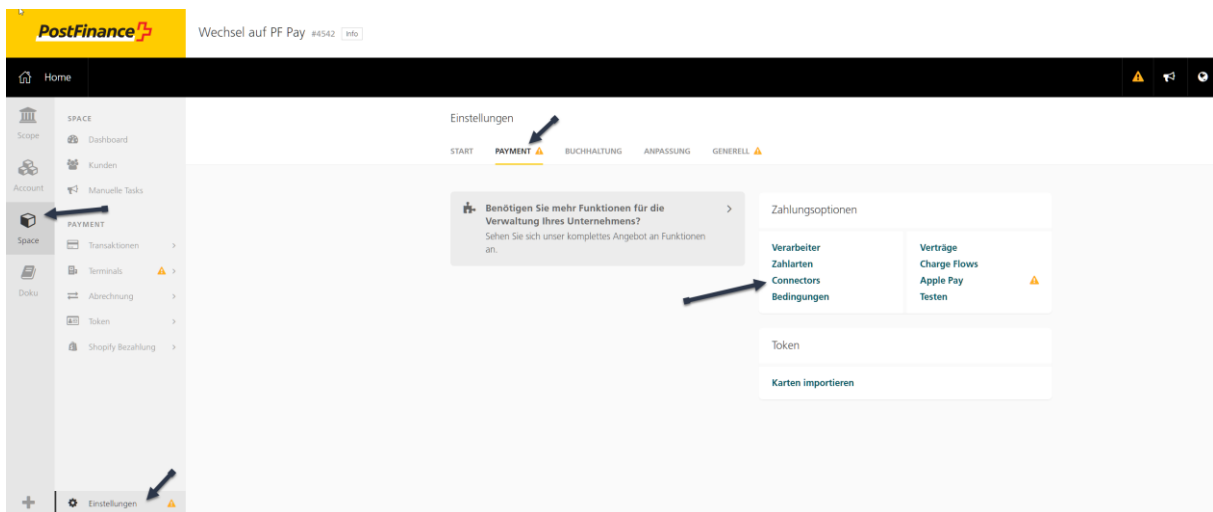 PostFinance
Wechsel auf PF Pay #4542 Info
Home
Scope
Account
Space
Doku
SPACE
Dashboard
Kunden
Manuelle Tasks
PAYMENT
Transaktionen
Terminals
Abrechnung
Token
Shopify Bezahlung
Einstellungen
Einstellungen
START PAYMENT BUCHHALTUNG ANPASSUNG GENERELL
Benötigen Sie mehr Funktionen für die
Verwaltung Ihres Unternehmens?
Sehen Sie sich unser komplettes Angebot an Funktionen
an.
Zahlungsoptionen
Verarbeiter
Zahlarten
Connectors
Bedingungen
Verträge
Charge Flows
Apple Pay
Testen
Token
Karten importieren